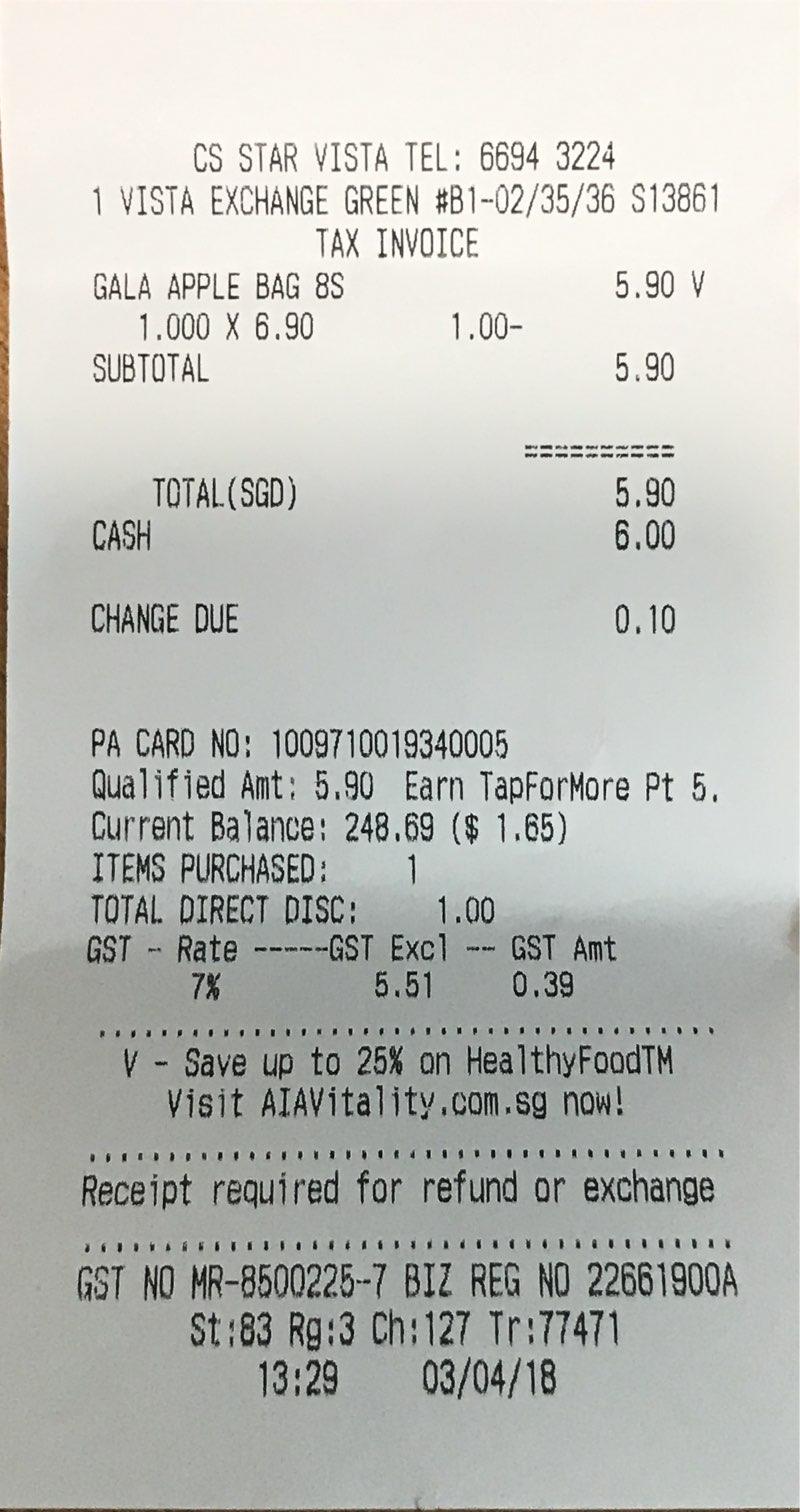 CS STAR VISTA TEL: 6694 3224
1 VISTA EXCHANGE GREEN #B1-02/35/36 S13861
TAX INVOICE
GALA APPLE BAG 8S 5.90 V
1.000 X 6.90 1.00-
SUBTOTAL 5.90
==========
TOTAL(SGD) 5.90
CASH 6.00
CHANGE DUE 0.10
PA CARD NO: 1009710019340005
Qualified Amt: 5.90 Earn TapForMore Pt 5.
Current Balance: 248.69 ($ 1.65)
ITEMS PURCHASED: 1
TOTAL DIRECT DISC: 1.00
GST - Rate -----GST Excl -- GST Amt
7% 5.51 0.39
........................................
V - Save up to 25% on HealthyFoodTM
Visit AIAVitality.com.sg now!
........................................
Receipt required for refund or exchange
........................................
GST NO MR-8500225-7 BIZ REG NO 22661900A
St:83 Rg:3 Ch:127 Tr:77471
13:29 03/04/18